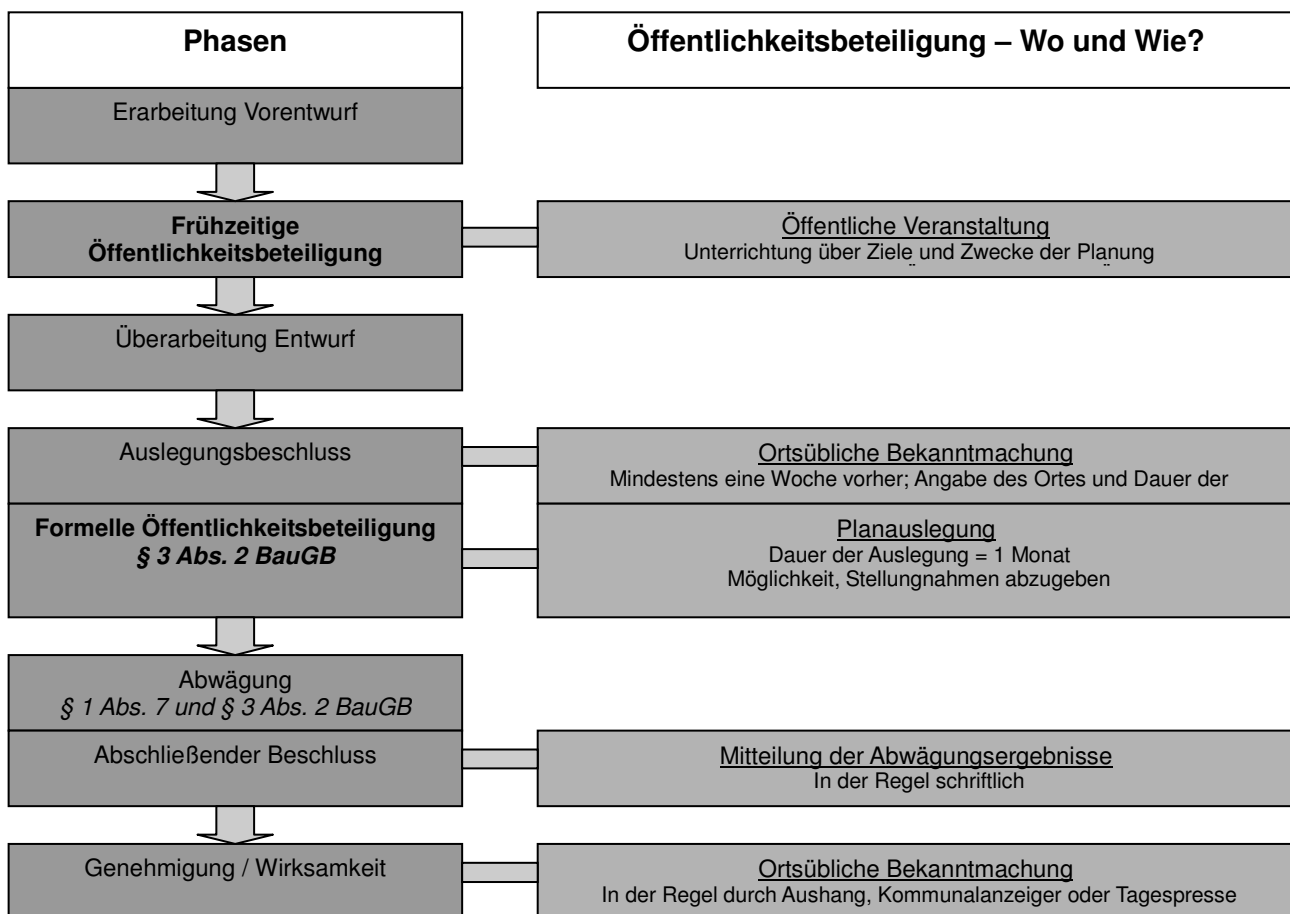 Phasen
Öffentlichkeitsbeteiligung – Wo und Wie?
Erarbeitung Vorentwurf
Frühzeitige
Öffentlichkeitsbeteiligung
Öffentliche Veranstaltung
Unterrichtung über Ziele und Zwecke der Planung
Überarbeitung Entwurf
Auslegungsbeschluss
Ortsübliche Bekanntmachung
Mindestens eine Woche vorher; Angabe des Ortes und Dauer der
Formelle Öffentlichkeitsbeteiligung
§ 3 Abs. 2 BauGB
Planauslegung
Dauer der Auslegung = 1 Monat
Möglichkeit, Stellungnahmen abzugeben
Abwägung
§ 1 Abs. 7 und § 3 Abs. 2 BauGB
Abschließender Beschluss
Mitteilung der Abwägungsergebnisse
In der Regel schriftlich
Genehmigung / Wirksamkeit
Ortsübliche Bekanntmachung
In der Regel durch Aushang, Kommunalanzeiger oder Tagespresse